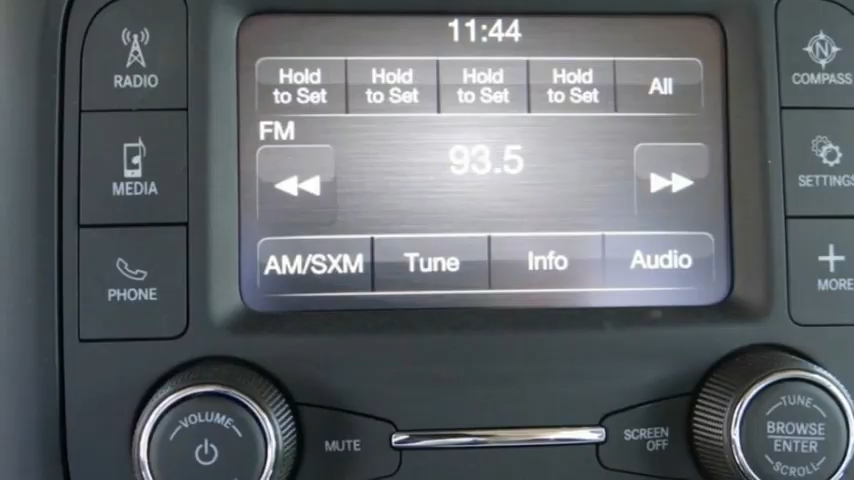 11:44
RADIO
Hold to Set
Hold to Set
Hold to Set
Hold to Set
All
COMPASS
FM
93.5
MEDIA
SETTINGS
AM/SXM
Tune
Info
Audio
PHONE
MORE
VOLUME
MUTE
SCREEN OFF
TUNE
BROWSE
ENTER
SCROLL